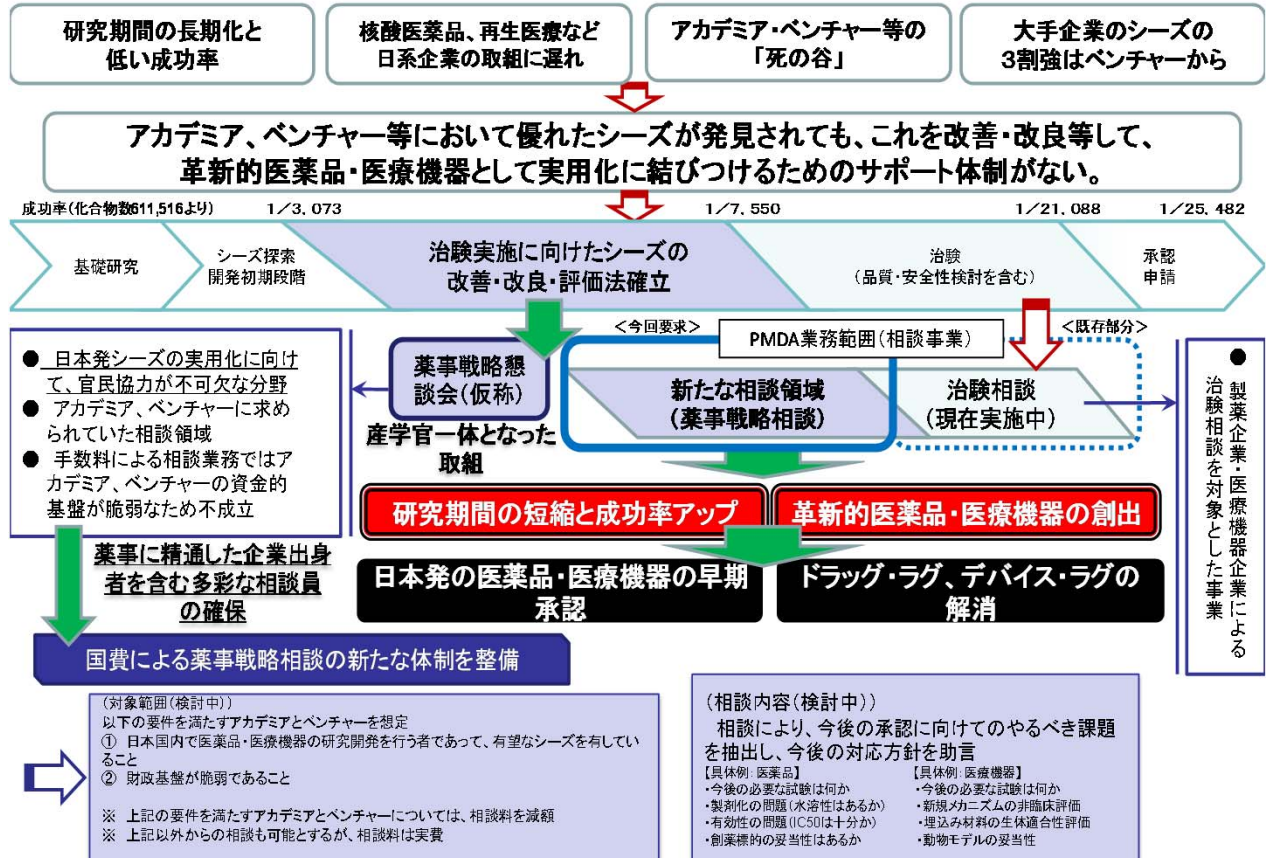 研究期間の長期化と
低い成功率
核酸医薬品、再生医療など
日系企業の取組に遅れ
アカデミア・ベンチャー等の
「死の谷」
大手企業のシーズの
3割強はベンチャーから
アカデミア、ベンチャー等において優れたシーズが発見されても、これを改善・改良等して、
革新的医薬品・医療機器として実用化に結びつけるためのサポート体制がない。
成功率(化合物数611,516より)
1/3,073
1/7,550
1/21,088
1/25,482
基礎研究
シーズ探索
開発初期段階
治験実施に向けたシーズの
改善・改良・評価法確立
治験
(品質・安全性検討を含む)
承認
申請
● 日本発シーズの実用化に向け
て、官民協力が不可欠な分野
● アカデミア、ベンチャーに求め
られていた相談領域
● 手数料による相談業務ではア
カデミア、ベンチャーの資金的
基盤が脆弱なため不成立
薬事戦略懇
談会(仮称)
産学官一体となった
取組
<今回要求>
PMDA業務範囲(相談事業)
<既存部分>
新たな相談領域
(薬事戦略相談)
治験相談
(現在実施中)
● 製薬企業・医療機器企業による
治験相談を対象とした事業
研究期間の短縮と成功率アップ
革新的医薬品・医療機器の創出
日本発の医薬品・医療機器の早期
承認
ドラッグ・ラグ、デバイス・ラグの
解消
薬事に精通した企業出身
者を含む多彩な相談員
の確保
国費による薬事戦略相談の新たな体制を整備
(対象範囲(検討中))
以下の要件を満たすアカデミアとベンチャーを想定
① 日本国内で医薬品・医療機器の研究開発を行う者であって、有望なシーズを有してい
ること
② 財政基盤が脆弱であること
※ 上記の要件を満たすアカデミアとベンチャーについては、相談料を減額
※ 上記以外からの相談も可能とするが、相談料は実費
(相談内容(検討中))
相談により、今後の承認に向けてのやるべき課題
を抽出し、今後の対応方針を助言
【具体例:医薬品】
・今後の必要な試験は何か
・製剤化の問題(水溶性はあるか)
・有効性の問題(IC50は十分か)
・創薬標的の妥当性はあるか
【具体例:医療機器】
・今後の必要な試験は何か
・新規メカニズムの非臨床評価
・埋込み材料の生体適合性評価
・動物モデルの妥当性